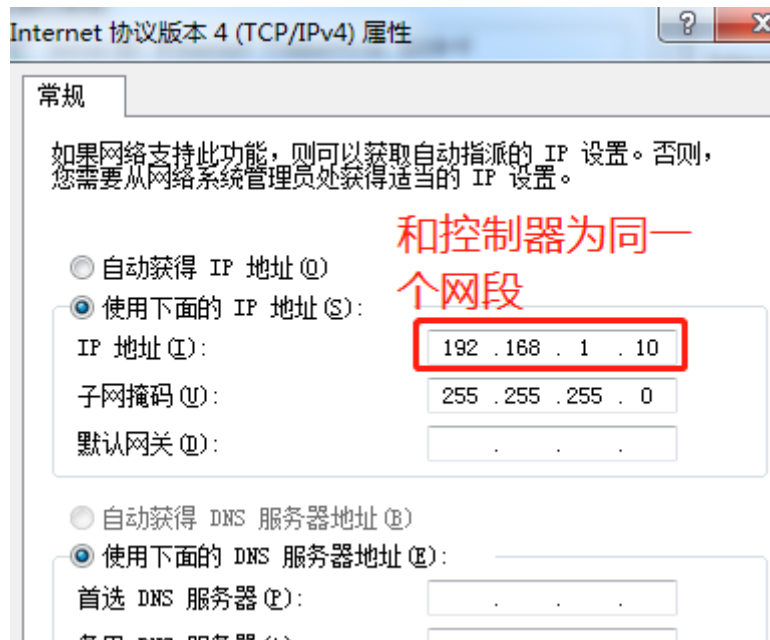 Internet 协议版本 4 (TCP/IPv4) 属性
常规
如果网络支持此功能，则可以获取自动指派的 IP 设置。否则，
您需要从网络系统管理员处获得适当的 IP 设置。
和控制器为同一
个网段
自动获得 IP 地址(O)
使用下面的 IP 地址(S):
IP 地址(I): 192 . 168 . 1 . 10
子网掩码(U): 255 . 255 . 255 . 0
默认网关(D): . . .
自动获得 DNS 服务器地址(B)
使用下面的 DNS 服务器地址(E):
首选 DNS 服务器(P): . . .